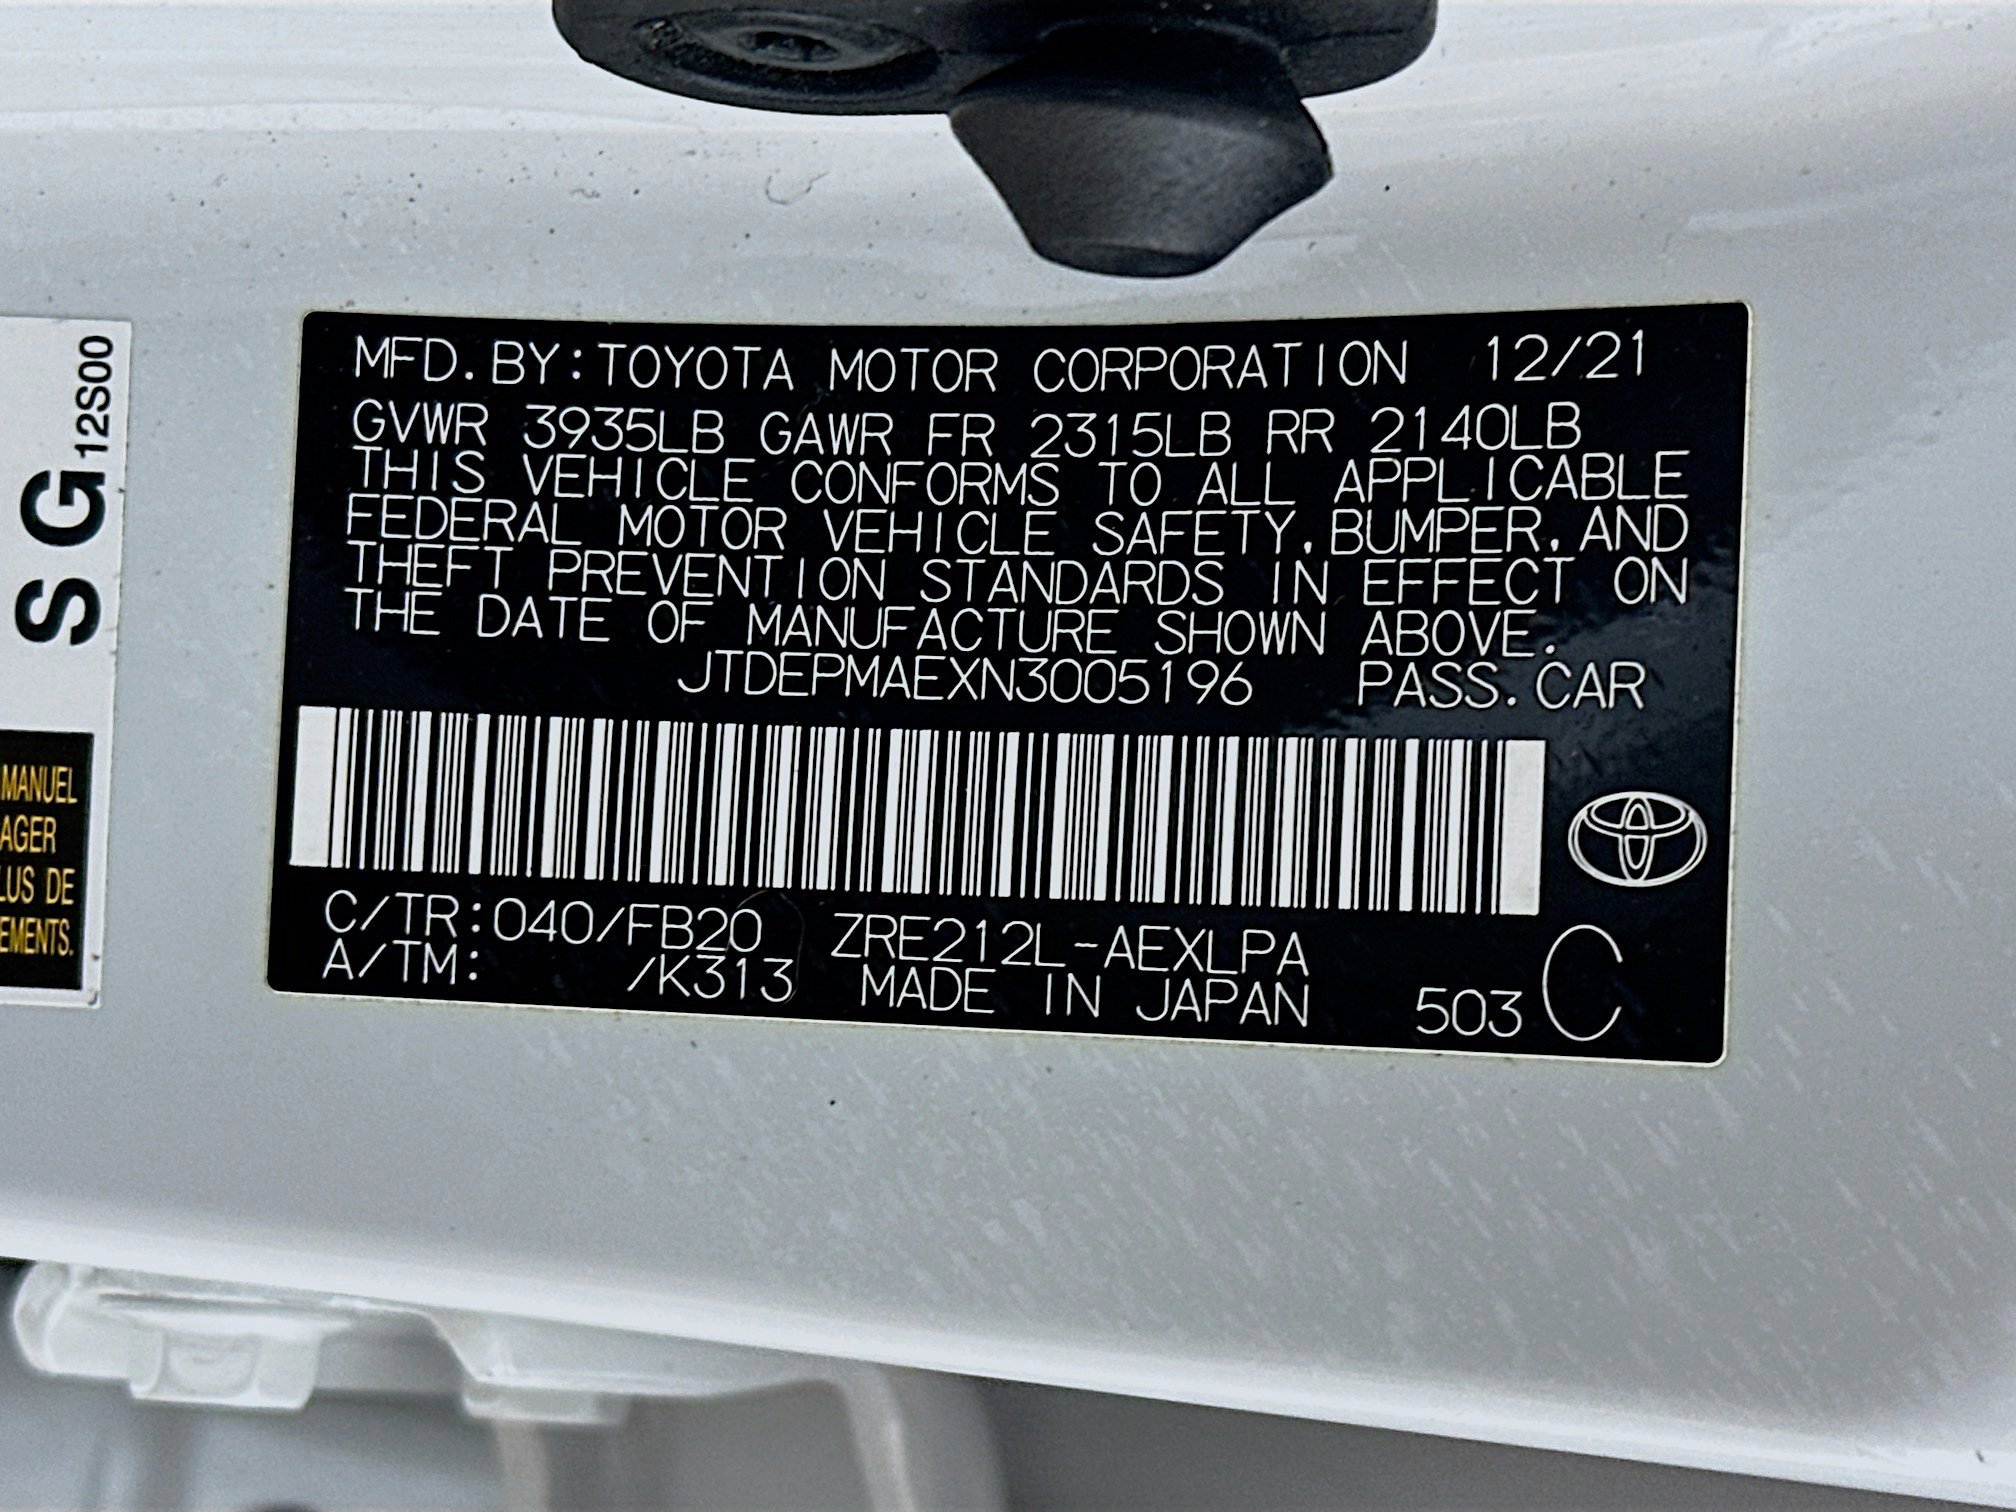 MFD. BY: TOYOTA MOTOR CORPORATION 12/21
GVWR 3935LB GAWR FR 2315LB RR 2140LB
THIS VEHICLE CONFORMS TO ALL APPLICABLE
FEDERAL MOTOR VEHICLE SAFETY, BUMPER, AND
THEFT PREVENTION STANDARDS IN EFFECT ON
THE DATE OF MANUFACTURE SHOWN ABOVE.
JTDEPMAEXN3005196 PASS. CAR
C/TR: 040/FB20 ZRE212L-AEXLPA
A/TM: /K313 MADE IN JAPAN 503 C
S G 12S00
MANUEL
AGER
LUS DE
EMENTS.